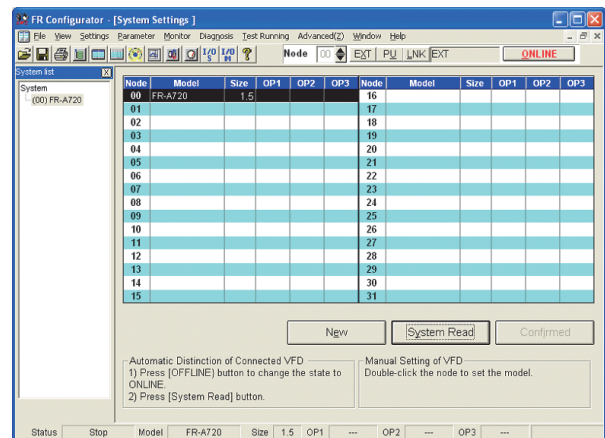 FR Configurator - [System Settings ]
File View Settings Parameter Monitor Diagnosis Test Running Advanced(Z) Window Help
I/O S I/O M ? Node 00 EXT PU LNK EXT ONLINE
System list
System
(00) FR-A720
Node Model Size OP1 OP2 OP3 Node Model Size OP1 OP2 OP3
00 FR-A720 1.5 16
01 17
02 18
03 19
04 20
05 21
06 22
07 23
08 24
09 25
10 26
11 27
12 28
13 29
14 30
15 31
New System Read Confirmed
Automatic Distinction of Connected VFD
1) Press [OFFLINE} button to change the state to
ONLINE.
2) Press [System Read] button.
Manual Setting of VFD
Double-click the node to set the model.
Status Stop Model FR-A720 Size 1.5 OP1 --- OP2 --- OP3 ---